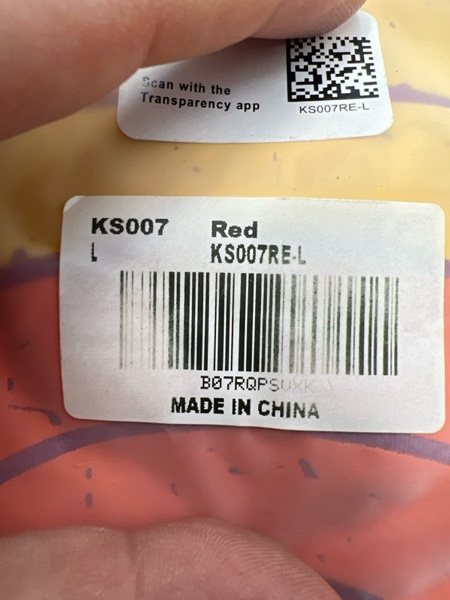 Scan with the
Transparency app
KS007RE-L
KS007 Red
L KS007RE-L
MADE IN CHINA